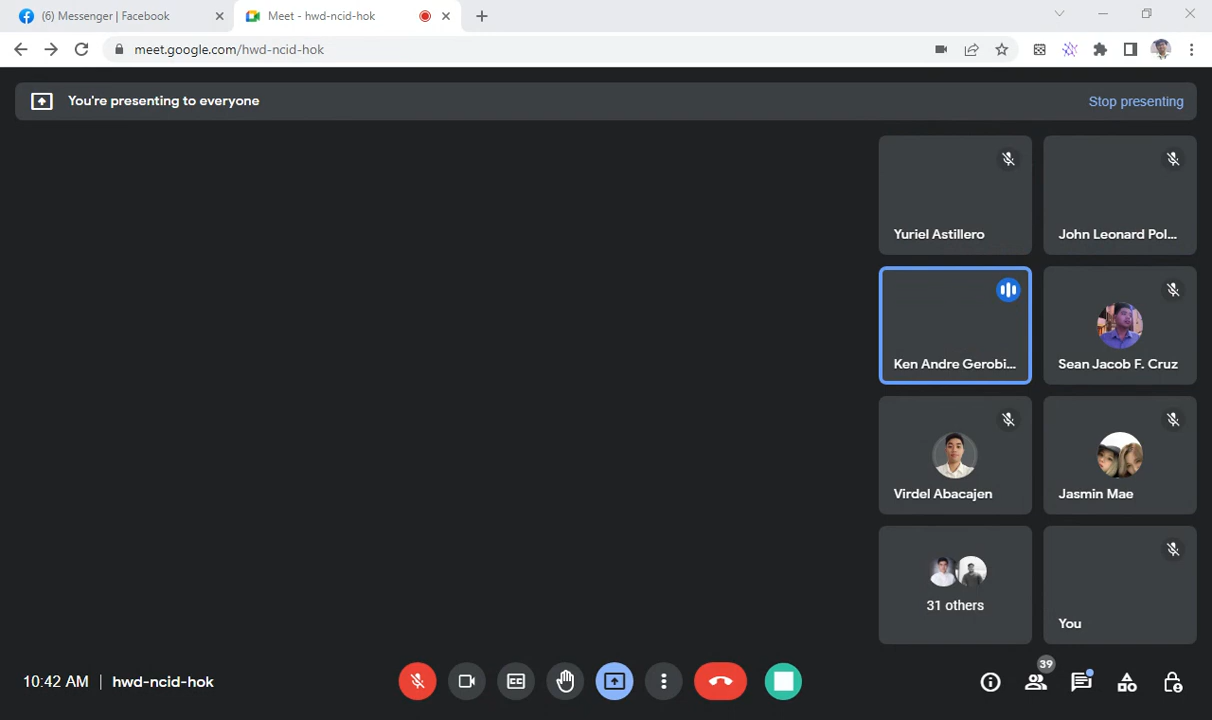 (6) Messenger | Facebook
Meet - hwd-ncid-hok
meet.google.com/hwd-ncid-hok
You're presenting to everyone
Stop presenting
Yuriel Astillero
John Leonard Pol...
Ken Andre Gerobi...
Sean Jacob F. Cruz
Virdel Abacajen
Jasmin Mae
31 others
You
10:42 AM | hwd-ncid-hok
CC
39